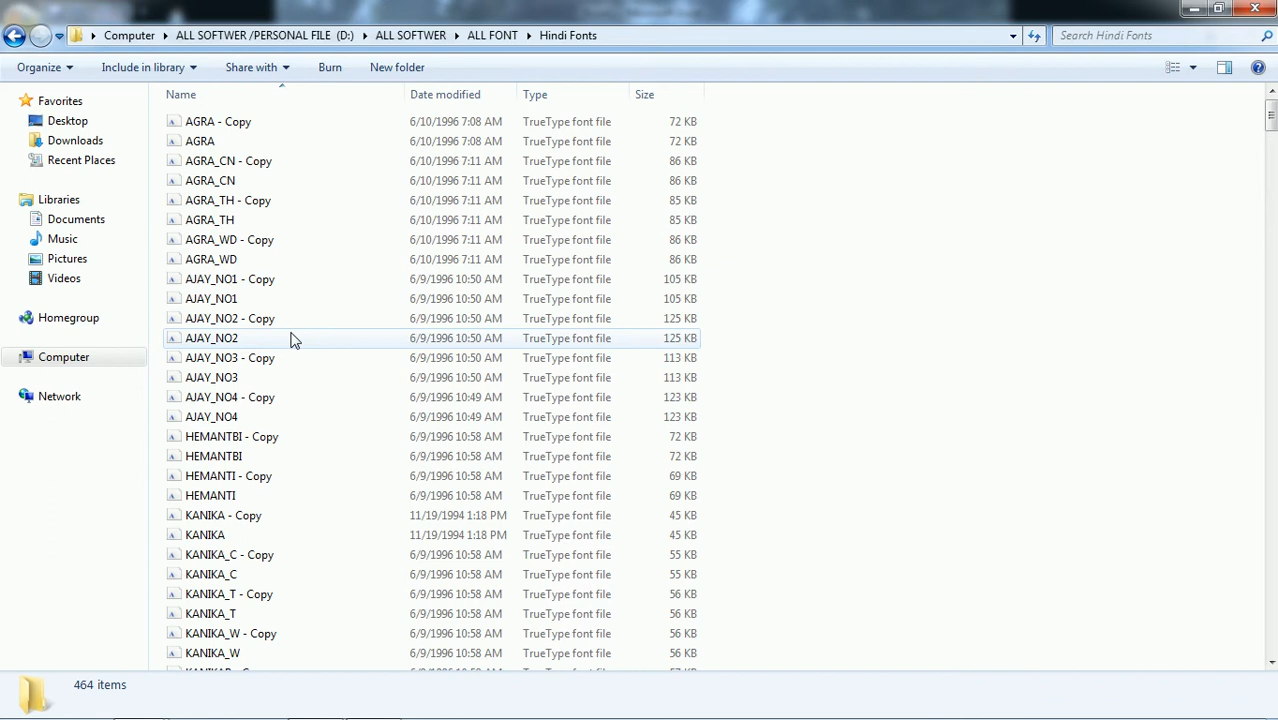 Computer ALL SOFTWER /PERSONAL FILE (D:) ALL SOFTWER ALL FONT Hindi Fonts Search Hindi Fonts
Organize Include in library Share with Burn New folder
Favorites
Desktop
Downloads
Recent Places
Libraries
Documents
Music
Pictures
Videos
Homegroup
Computer
Network
Name Date modified Type Size
AGRA - Copy 6/10/1996 7:08 AM TrueType font file 72 KB
AGRA 6/10/1996 7:08 AM TrueType font file 72 KB
AGRA_CN - Copy 6/10/1996 7:11 AM TrueType font file 86 KB
AGRA_CN 6/10/1996 7:11 AM TrueType font file 86 KB
AGRA_TH - Copy 6/10/1996 7:11 AM TrueType font file 85 KB
AGRA_TH 6/10/1996 7:11 AM TrueType font file 85 KB
AGRA_WD - Copy 6/10/1996 7:11 AM TrueType font file 86 KB
AGRA_WD 6/10/1996 7:11 AM TrueType font file 86 KB
AJAY_NO1 - Copy 6/9/1996 10:50 AM TrueType font file 105 KB
AJAY_NO1 6/9/1996 10:50 AM TrueType font file 105 KB
AJAY_NO2 - Copy 6/9/1996 10:50 AM TrueType font file 125 KB
AJAY_NO2 6/9/1996 10:50 AM TrueType font file 125 KB
AJAY_NO3 - Copy 6/9/1996 10:50 AM TrueType font file 113 KB
AJAY_NO3 6/9/1996 10:50 AM TrueType font file 113 KB
AJAY_NO4 - Copy 6/9/1996 10:49 AM TrueType font file 123 KB
AJAY_NO4 6/9/1996 10:49 AM TrueType font file 123 KB
HEMANTBI - Copy 6/9/1996 10:58 AM TrueType font file 72 KB
HEMANTBI 6/9/1996 10:58 AM TrueType font file 72 KB
HEMANTI - Copy 6/9/1996 10:58 AM TrueType font file 69 KB
HEMANTI 6/9/1996 10:58 AM TrueType font file 69 KB
KANIKA - Copy 11/19/1994 1:18 PM TrueType font file 45 KB
KANIKA 11/19/1994 1:18 PM TrueType font file 45 KB
KANIKA_C - Copy 6/9/1996 10:58 AM TrueType font file 55 KB
KANIKA_C 6/9/1996 10:58 AM TrueType font file 55 KB
KANIKA_T - Copy 6/9/1996 10:58 AM TrueType font file 56 KB
KANIKA_T 6/9/1996 10:58 AM TrueType font file 56 KB
KANIKA_W - Copy 6/9/1996 10:58 AM TrueType font file 56 KB
KANIKA_W 6/9/1996 10:58 AM TrueType font file 56 KB
464 items